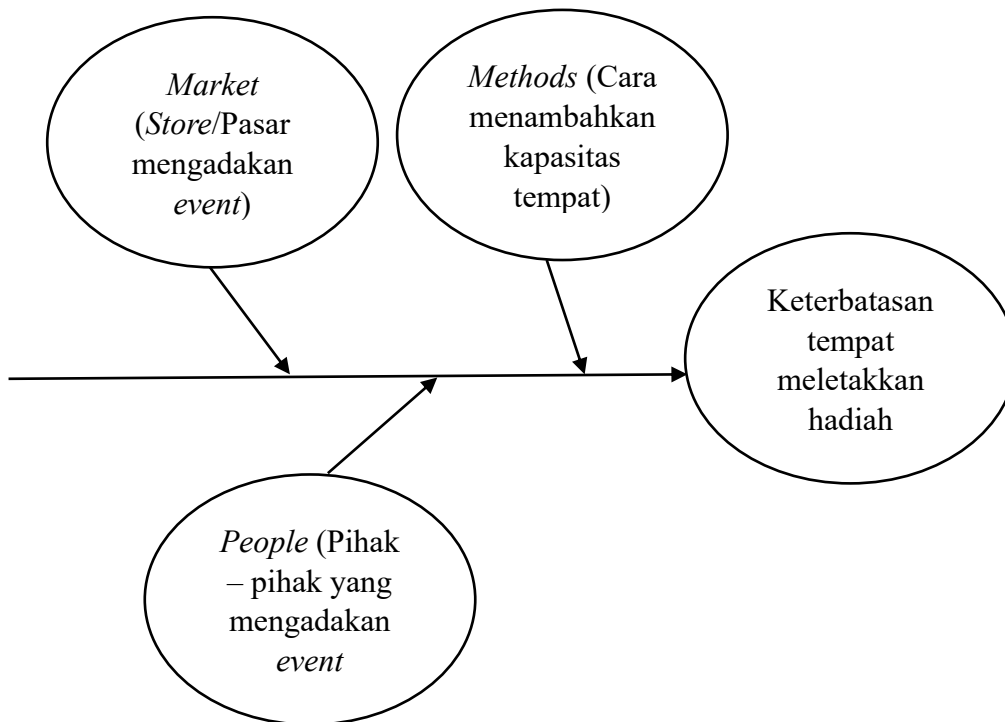 Market
(Store/Pasar
mengadakan
event)
Methods (Cara
menambahkan
kapasitas
tempat)
Keterbatasan
tempat
meletakkan
hadiah
People (Pihak
– pihak yang
mengadakan
event